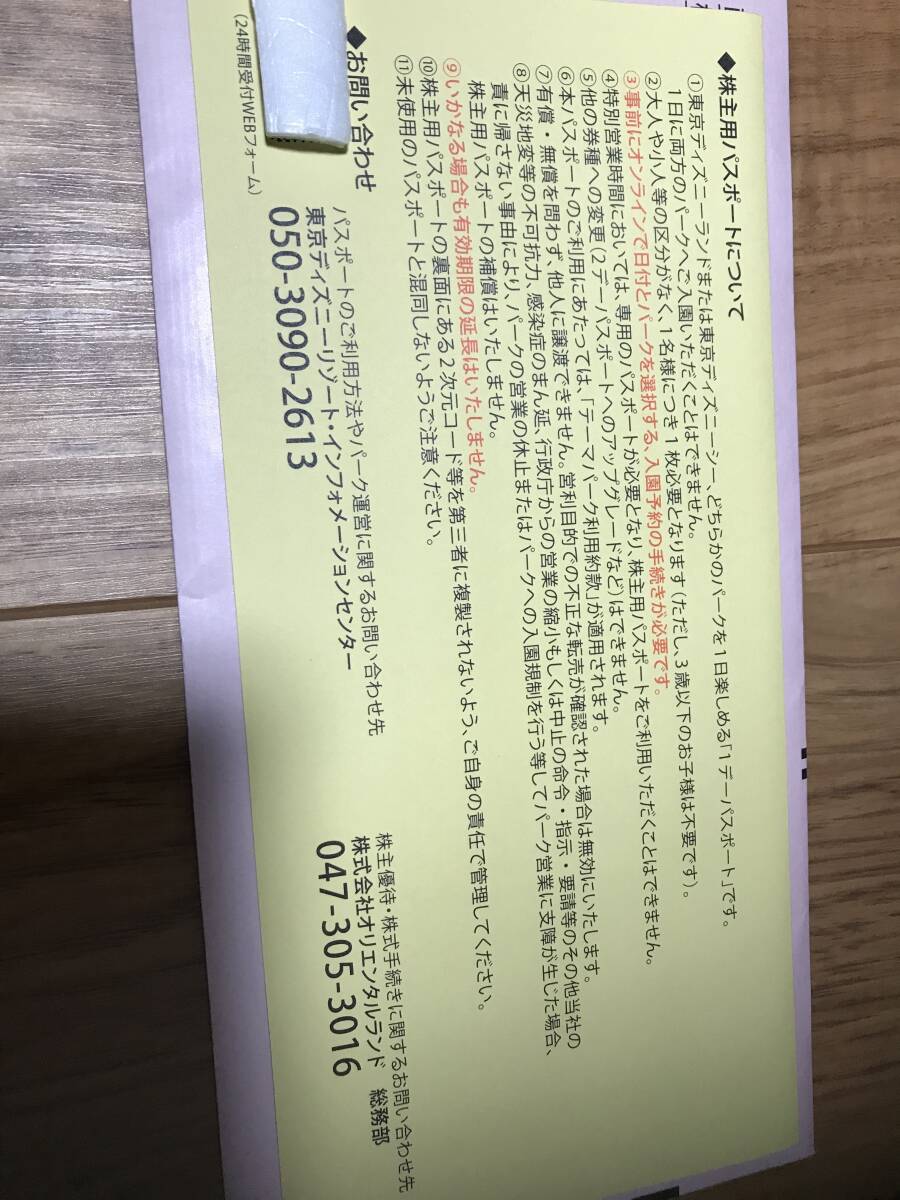 ◆株主用パスポートについて
①東京ディズニーランドまたは東京ディズニーシー、どちらかのパークを1日楽しめる「1デーパスポート」です。
1日に両方のパークへご入園いただくことはできません。
②大人や小人等の区分がなく、1名様につき1枚必要となります(ただし、3歳以下のお子様は不要です)。
③事前にオンラインで日付とパークを選択する、入園予約の手続きが必要です。
④特別営業時間においては、専用のパスポートが必要となり、株主用パスポートをご利用いただくことはできません。
⑤他の券種への変更(2デーパスポートへのアップグレードなど)はできません。
⑥本パスポートのご利用にあたっては、「テーマパーク利用約款」が適用されます。
⑦有償・無償を問わず、他人に譲渡できません。営利目的での不正な転売が確認された場合は無効にいたします。
⑧天災地変等の不可抗力、感染症のまん延、行政庁からの営業の縮小もしくは中止の命令・指示・要請等のその他当社の
責に帰さない事由により、パークの営業の休止またはパークへの入園規制を行う等してパーク営業に支障が生じた場合、
株主用パスポートの補償はいたしません。
⑨いかなる場合も有効期限の延長はいたしません。
⑩株主用パスポートの裏面にある2次元コード等を第三者に複製されないよう、ご自身の責任で管理してください。
⑪未使用のパスポートと混同しないようご注意ください。
◆お問い合わせ
パスポートのご利用方法やパーク運営に関するお問い合わせ先
東京ディズニーリゾート・インフォメーションセンター
050-3090-2613
(24時間受付WEBフォーム)
株主優待・株式手続きに関するお問い合わせ先
株式会社オリエンタルランド 総務部
047-305-3016